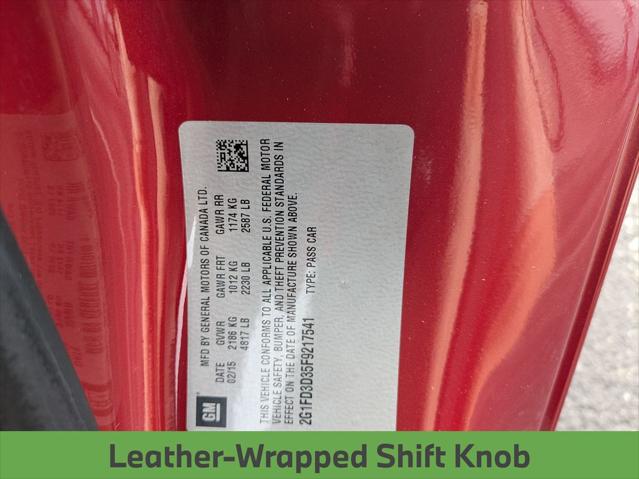 GM
MFD BY GENERAL MOTORS OF CANADA LTD.
DATE GVWR GAWR FRT GAWR RR
02/15 2186 KG 1012 KG 1174 KG
4817 LB 2230 LB 2587 LB
THIS VEHICLE CONFORMS TO ALL APPLICABLE U.S. FEDERAL MOTOR
VEHICLE SAFETY, BUMPER, AND THEFT PREVENTION STANDARDS IN
EFFECT ON THE DATE OF MANUFACTURE SHOWN ABOVE.
2G1FD3D35F9217541 TYPE: PASS CAR
Leather-Wrapped Shift Knob